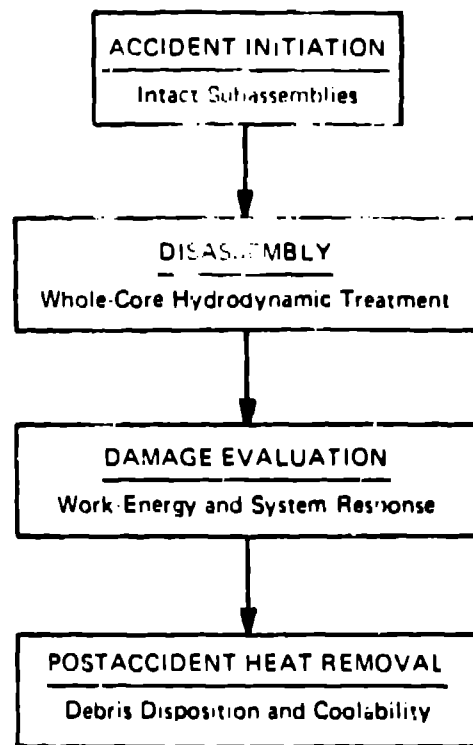 ACCIDENT INITIATION
Intact Subassemblies
DISASSEMBLY
Whole-Core Hydrodynamic Treatment
DAMAGE EVALUATION
Work-Energy and System Response
POSTACCIDENT HEAT REMOVAL
Debris Disposition and Coolability